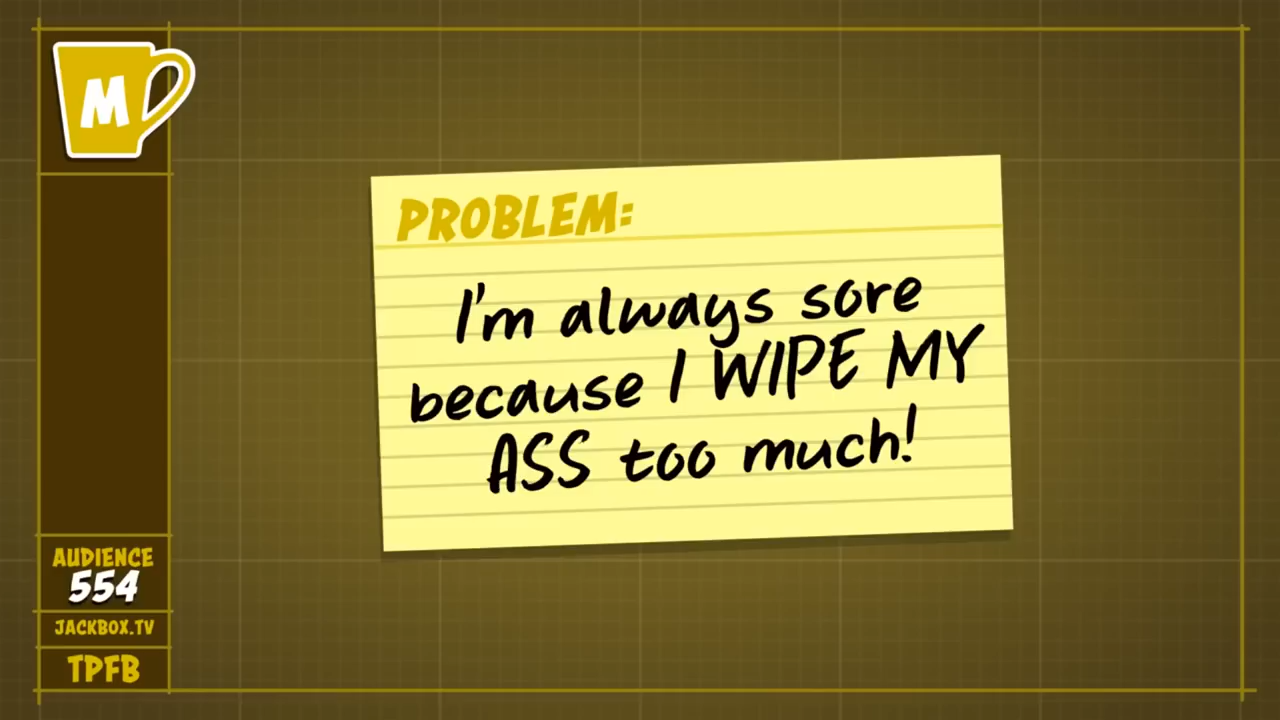 M
PROBLEM:
I'm always sore
because I WIPE MY
ASS too much!
AUDIENCE
554
JACKBOX.TV
TPFB